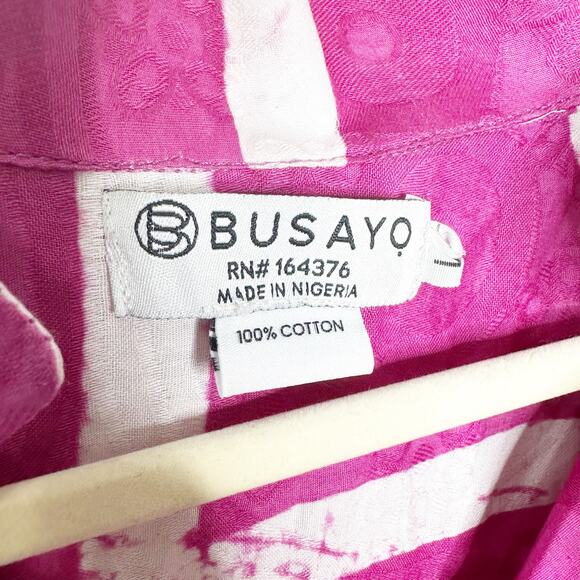 BUSAYỌ
RN# 164376
MADE IN NIGERIA
100% COTTON